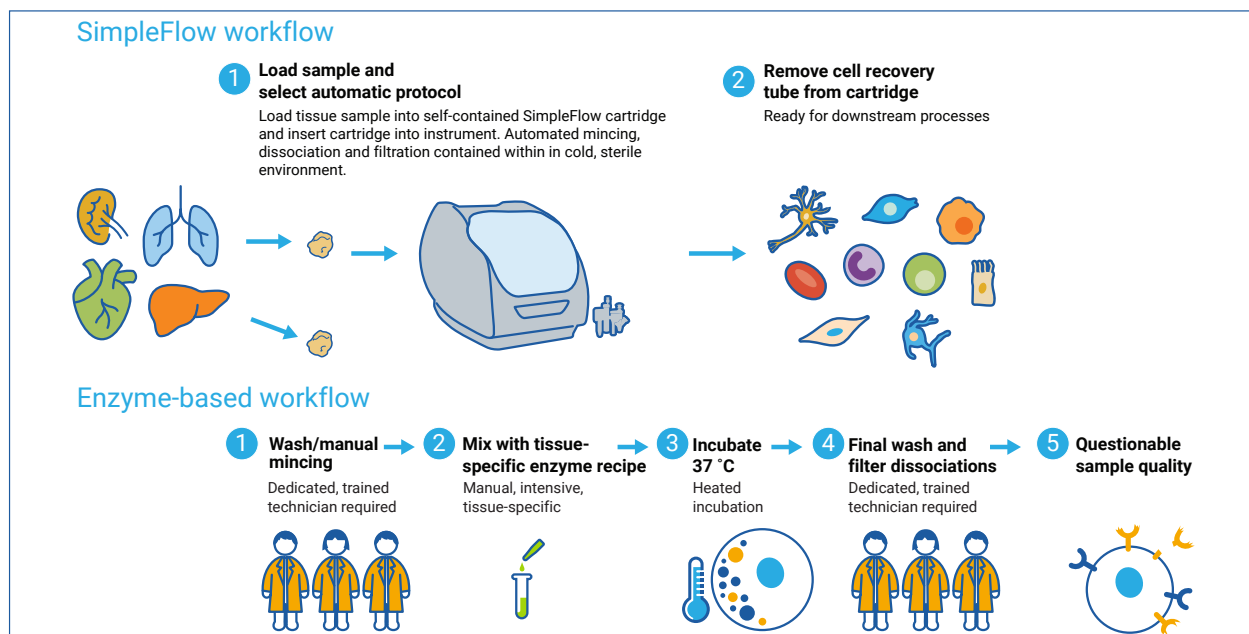 SimpleFlow workflow
1
Load sample and
select automatic protocol
Load tissue sample into self-contained SimpleFlow cartridge
and insert cartridge into instrument. Automated mincing,
dissociation and filtration contained within in cold, sterile
environment.
2
Remove cell recovery
tube from cartridge
Ready for downstream processes
Enzyme-based workflow
1
Wash/manual
mincing
Dedicated, trained
technician required
2
Mix with tissue-
specific enzyme recipe
Manual, intensive,
tissue-specific
3
Incubate
37 ˚C
Heated
incubation
4
Final wash and
filter dissociations
Dedicated, trained
technician required
5
Questionable
sample quality